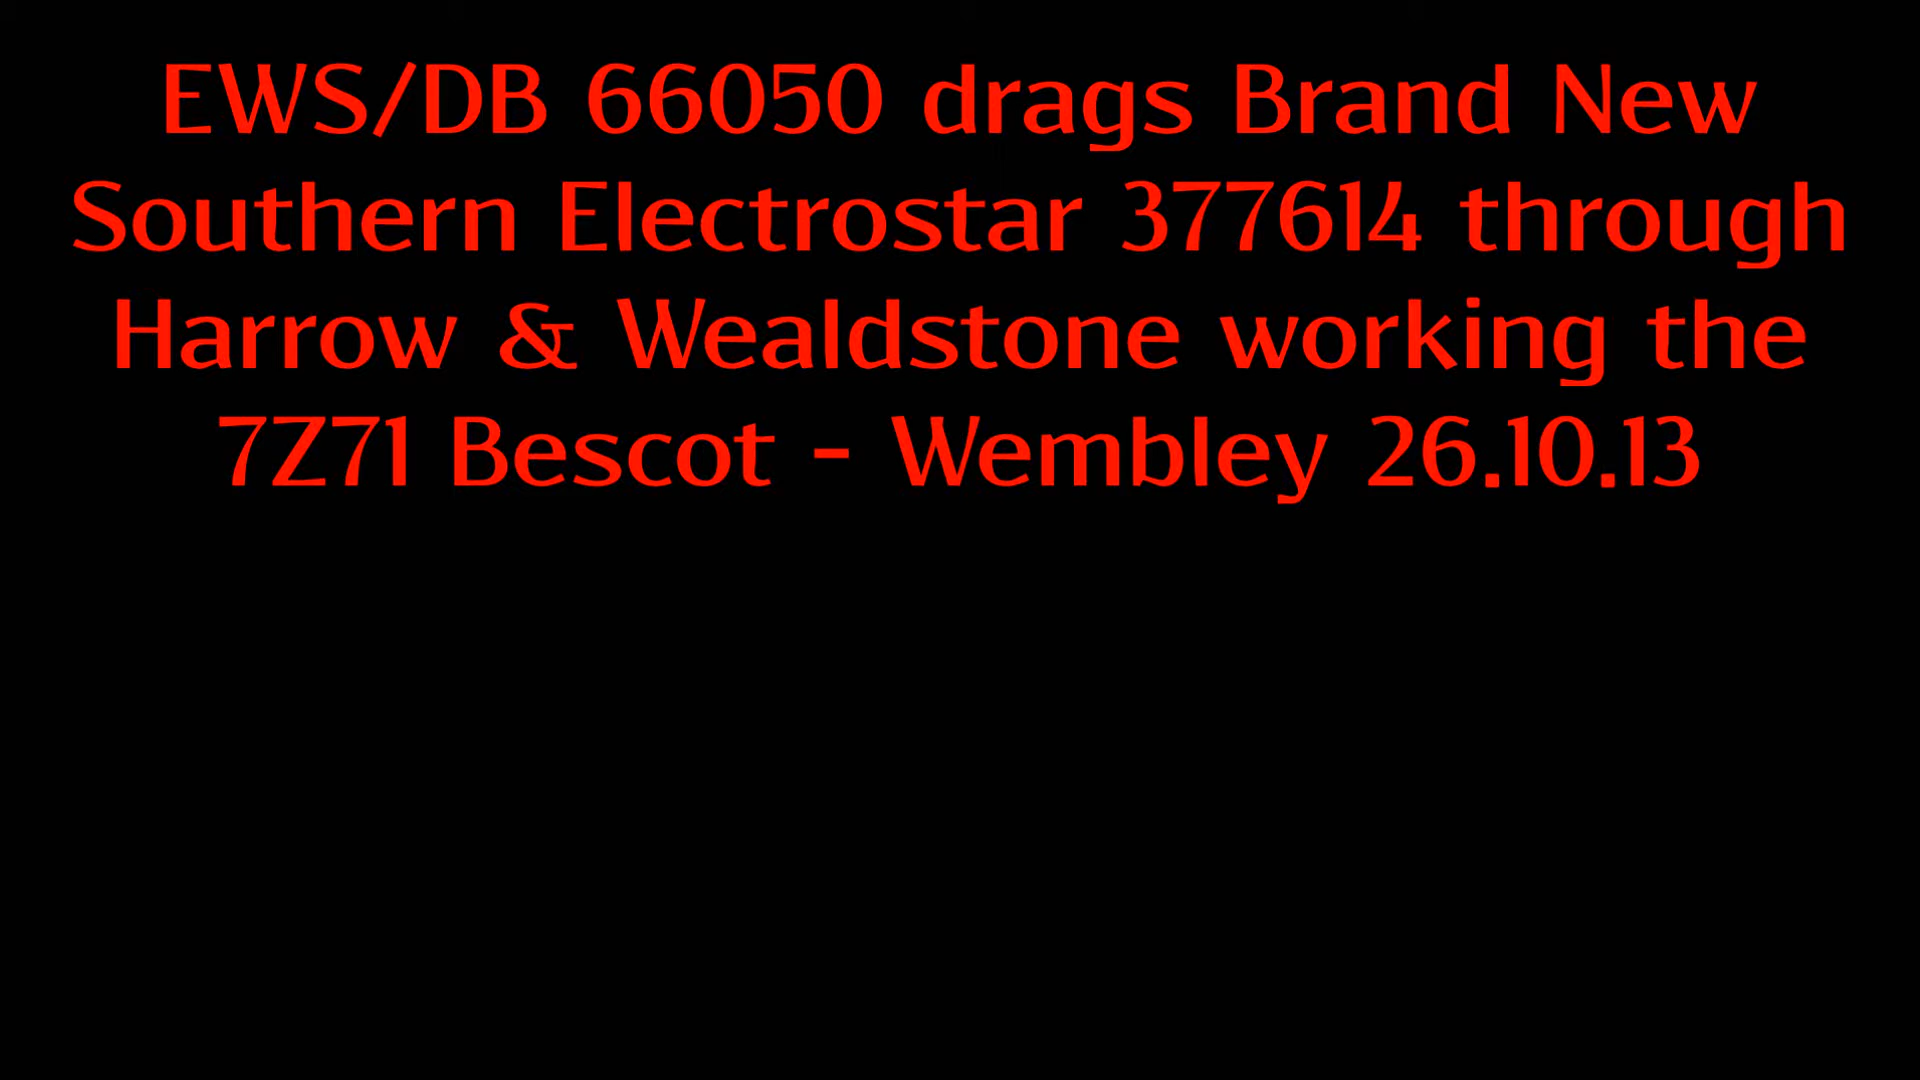 EWS/DB 66050 drags Brand New
Southern Electrostar 377614 through
Harrow & Wealdstone working the
7Z71 Bescot - Wembley 26.10.13